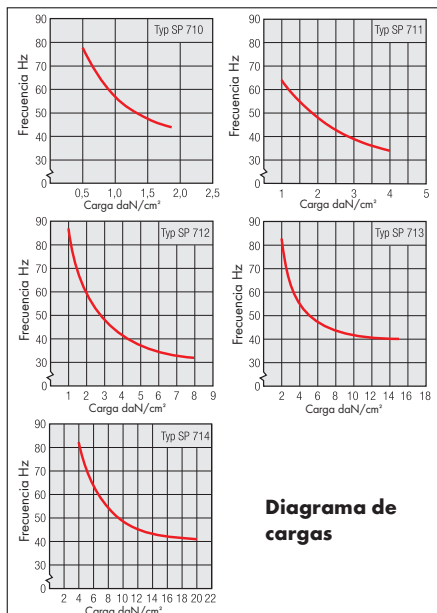 Typ SP 710
Frecuencia Hz
90
80
70
60
50
40
30
0
0,5 1,0 1,5 2,0 2,5
Carga daN/cm²
Typ SP 711
Frecuencia Hz
90
80
70
60
50
40
30
0
1 2 3 4 5
Carga daN/cm²
Typ SP 712
Frecuencia Hz
90
80
70
60
50
40
30
0
1 2 3 4 5 6 7 8 9
Carga daN/cm²
Typ SP 713
Frecuencia Hz
90
80
70
60
50
40
30
0
2 4 6 8 10 12 14 16 18
Carga daN/cm²
Typ SP 714
Frecuencia Hz
90
80
70
60
50
40
30
0
2 4 6 8 10 12 14 16 18 20 22
Carga daN/cm²
Diagrama de
cargas